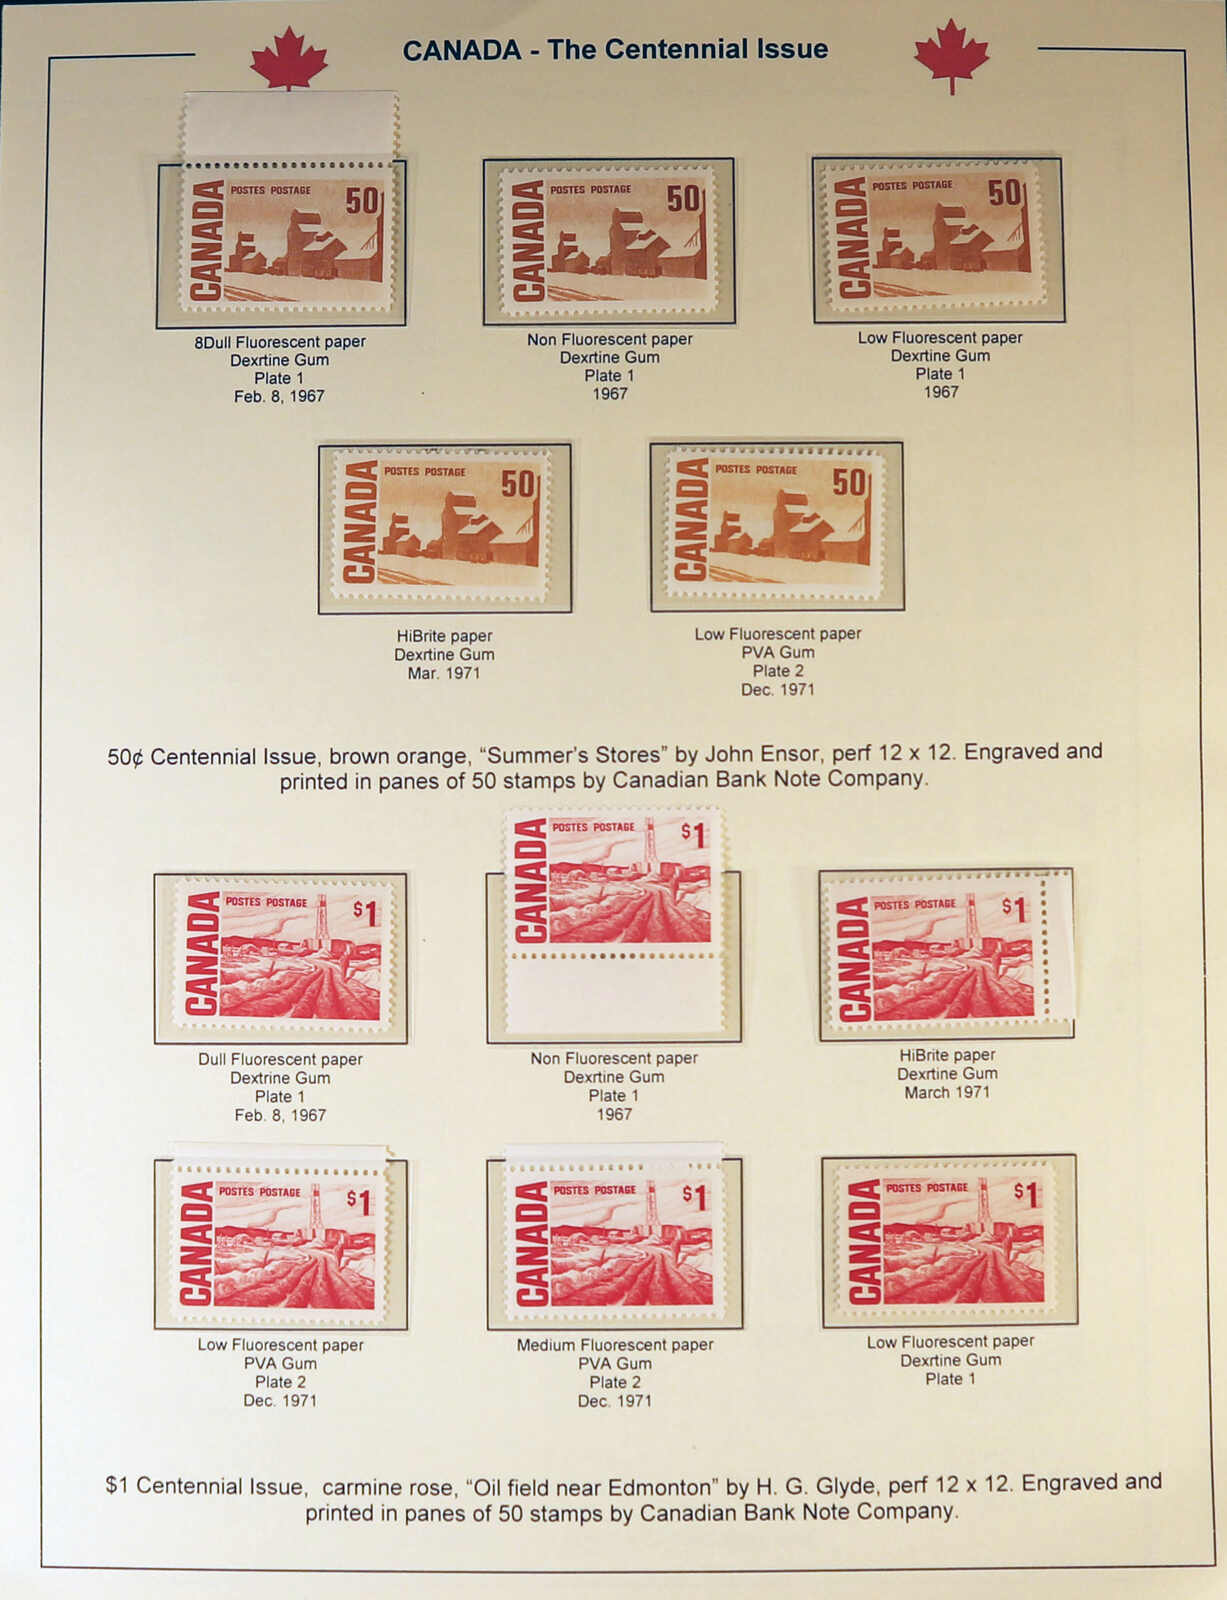 CANADA - The Centennial Issue
CANADA POSTES POSTAGE 50
CANADA POSTES POSTAGE 50
CANADA POSTES POSTAGE 50
8Dull Fluorescent paper
Dexrtine Gum
Plate 1
Feb. 8, 1967
Non Fluorescent paper
Dexrtine Gum
Plate 1
1967
Low Fluorescent paper
Dexrtine Gum
Plate 1
1967
CANADA POSTES POSTAGE 50
CANADA POSTES POSTAGE 50
HiBrite paper
Dexrtine Gum
Mar. 1971
Low Fluorescent paper
PVA Gum
Plate 2
Dec. 1971
50¢ Centennial Issue, brown orange, “Summer’s Stores” by John Ensor, perf 12 x 12. Engraved and
printed in panes of 50 stamps by Canadian Bank Note Company.
CANADA POSTES POSTAGE $1
CANADA POSTES POSTAGE $1
CANADA POSTES POSTAGE $1
Dull Fluorescent paper
Dextrine Gum
Plate 1
Feb. 8, 1967
Non Fluorescent paper
Dexrtine Gum
Plate 1
1967
HiBrite paper
Dexrtine Gum
March 1971
CANADA POSTES POSTAGE $1
CANADA POSTES POSTAGE $1
CANADA POSTES POSTAGE $1
Low Fluorescent paper
PVA Gum
Plate 2
Dec. 1971
Medium Fluorescent paper
PVA Gum
Plate 2
Dec. 1971
Low Fluorescent paper
Dexrtine Gum
Plate 1
$1 Centennial Issue, carmine rose, “Oil field near Edmonton” by H. G. Glyde, perf 12 x 12. Engraved and
printed in panes of 50 stamps by Canadian Bank Note Company.